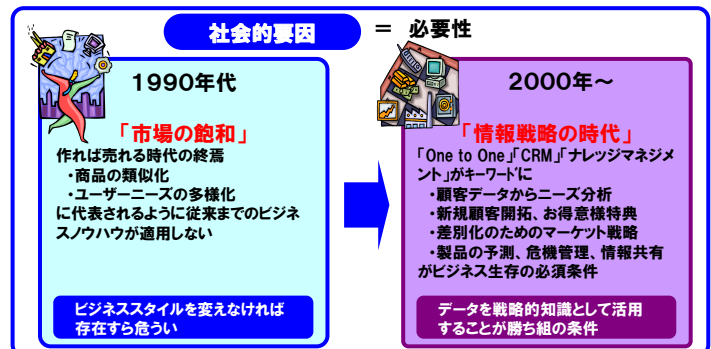 社会的要因 = 必要性
1990年代
「市場の飽和」
作れば売れる時代の終焉
・商品の類似化
・ユーザーニーズの多様化
に代表されるように従来までのビジネ
スノウハウが適用しない
ビジネススタイルを変えなければ
存在すら危うい
2000年～
「情報戦略の時代」
「One to One」「CRM」「ナレッジマネジメ
ント」がキーワードに
・顧客データからニーズ分析
・新規顧客開拓、お得意様特典
・差別化のためのマーケット戦略
・製品の予測、危機管理、情報共有
がビジネス生存の必須条件
データを戦略的知識として活用
することが勝ち組の条件